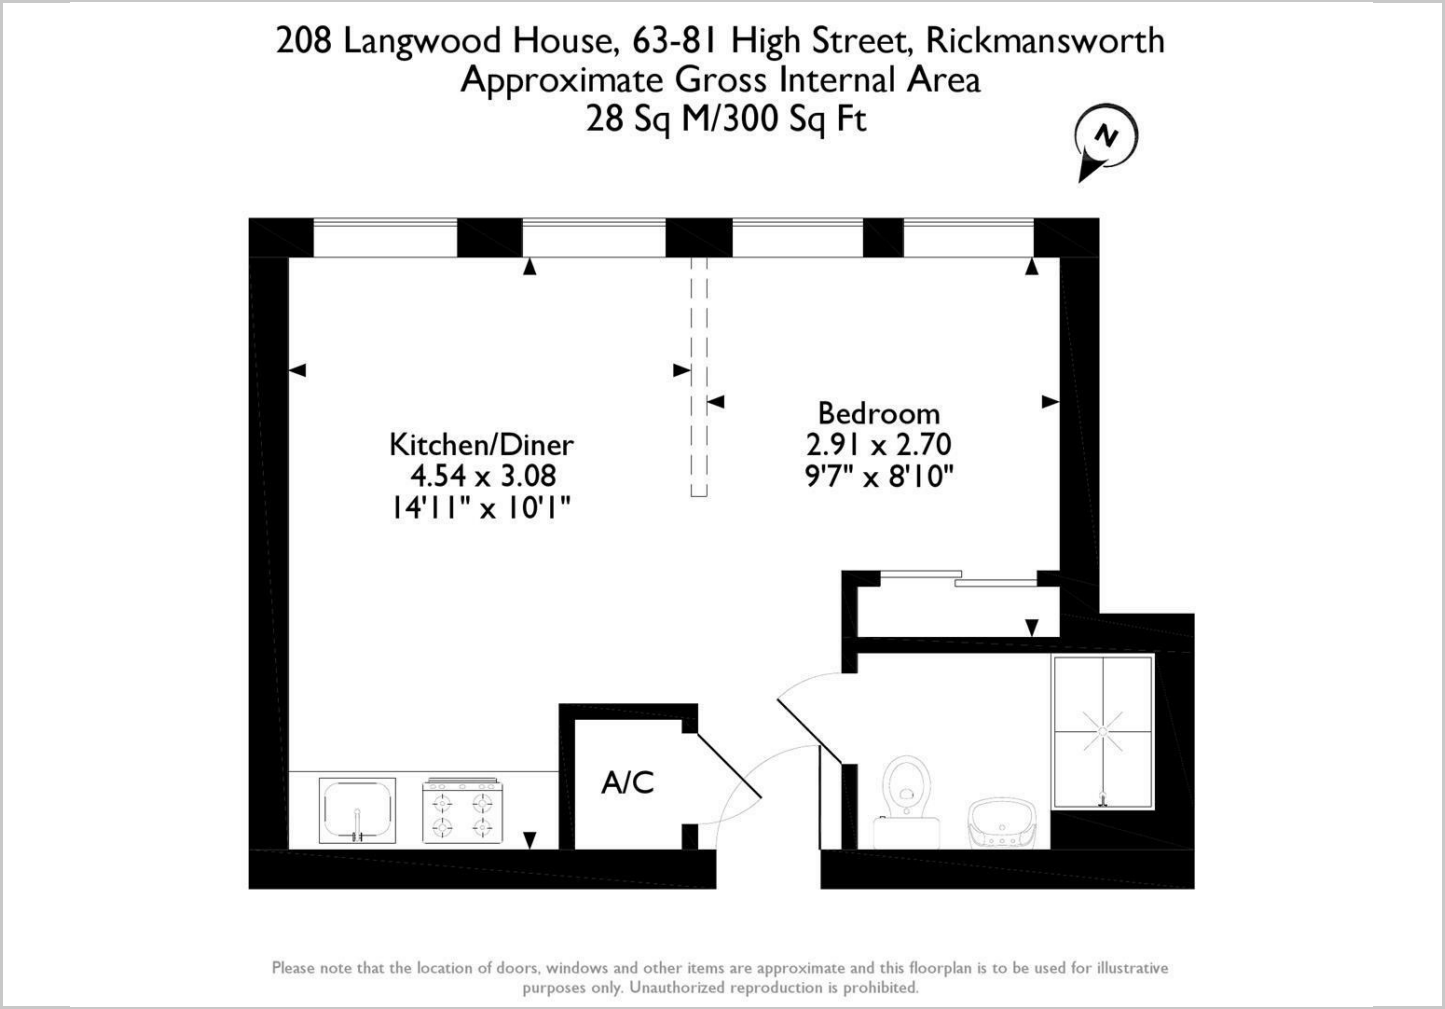 208 Langwood House, 63-81 High Street, Rickmansworth
Approximate Gross Internal Area
28 Sq M/300 Sq Ft
N
Kitchen/Diner
4.54 x 3.08
14'11" x 10'1"
Bedroom
2.91 x 2.70
9'7" x 8'10"
A/C
Please note that the location of doors, windows and other items are approximate and this floorplan is to be used for illustrative
purposes only. Unauthorized reproduction is prohibited.